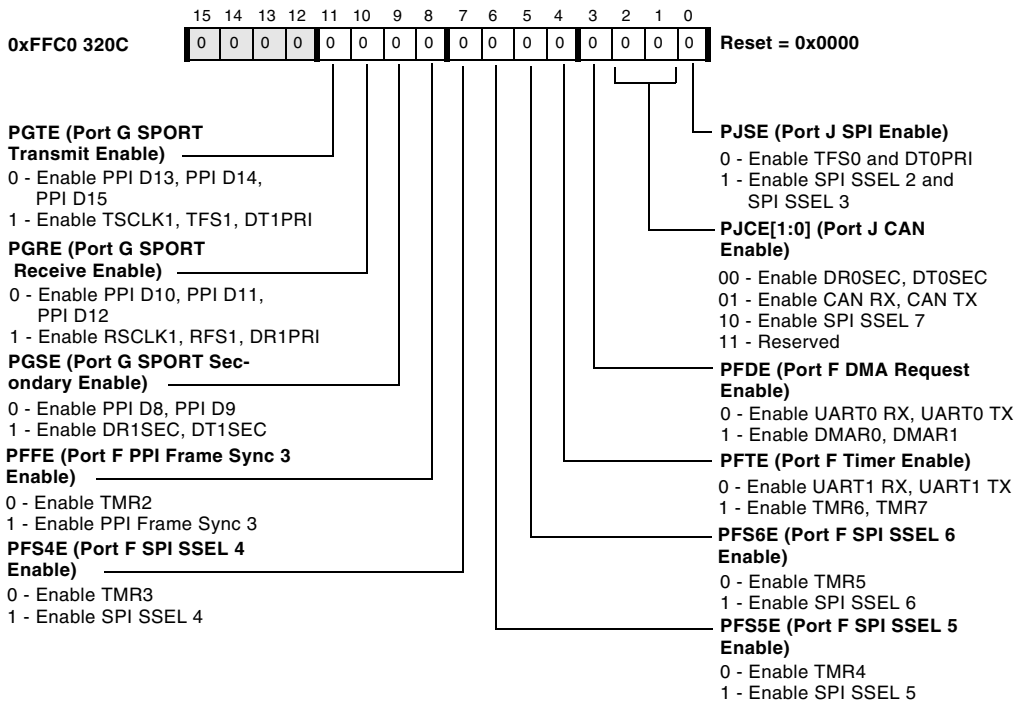 15 14 13 12 11 10 9 8 7 6 5 4 3 2 1 0
0xFFC0 320C
0 0 0 0 0 0 0 0 0 0 0 0 0 0 0 0
Reset = 0x0000
PGTE (Port G SPORT
Transmit Enable)
0 - Enable PPI D13, PPI D14,
PPI D15
1 - Enable TSCLK1, TFS1, DT1PRI
PGRE (Port G SPORT
Receive Enable)
0 - Enable PPI D10, PPI D11,
PPI D12
1 - Enable RSCLK1, RFS1, DR1PRI
PGSE (Port G SPORT Sec-
ondary Enable)
0 - Enable PPI D8, PPI D9
1 - Enable DR1SEC, DT1SEC
PFFE (Port F PPI Frame Sync 3
Enable)
0 - Enable TMR2
1 - Enable PPI Frame Sync 3
PFS4E (Port F SPI SSEL 4
Enable)
0 - Enable TMR3
1 - Enable SPI SSEL 4
PJSE (Port J SPI Enable)
0 - Enable TFS0 and DT0PRI
1 - Enable SPI SSEL 2 and
SPI SSEL 3
PJCE[1:0] (Port J CAN
Enable)
00 - Enable DR0SEC, DT0SEC
01 - Enable CAN RX, CAN TX
10 - Enable SPI SSEL 7
11 - Reserved
PFDE (Port F DMA Request
Enable)
0 - Enable UART0 RX, UART0 TX
1 - Enable DMAR0, DMAR1
PFTE (Port F Timer Enable)
0 - Enable UART1 RX, UART1 TX
1 - Enable TMR6, TMR7
PFS6E (Port F SPI SSEL 6
Enable)
0 - Enable TMR5
1 - Enable SPI SSEL 6
PFS5E (Port F SPI SSEL 5
Enable)
0 - Enable TMR4
1 - Enable SPI SSEL 5